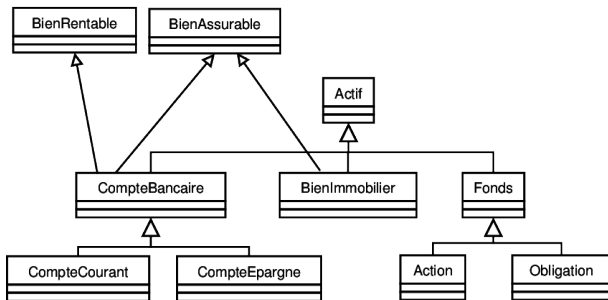 BienRentable
BienAssurable
Actif
CompteBancaire
BienImmobilier
Fonds
CompteCourant
CompteEpargne
Action
Obligation